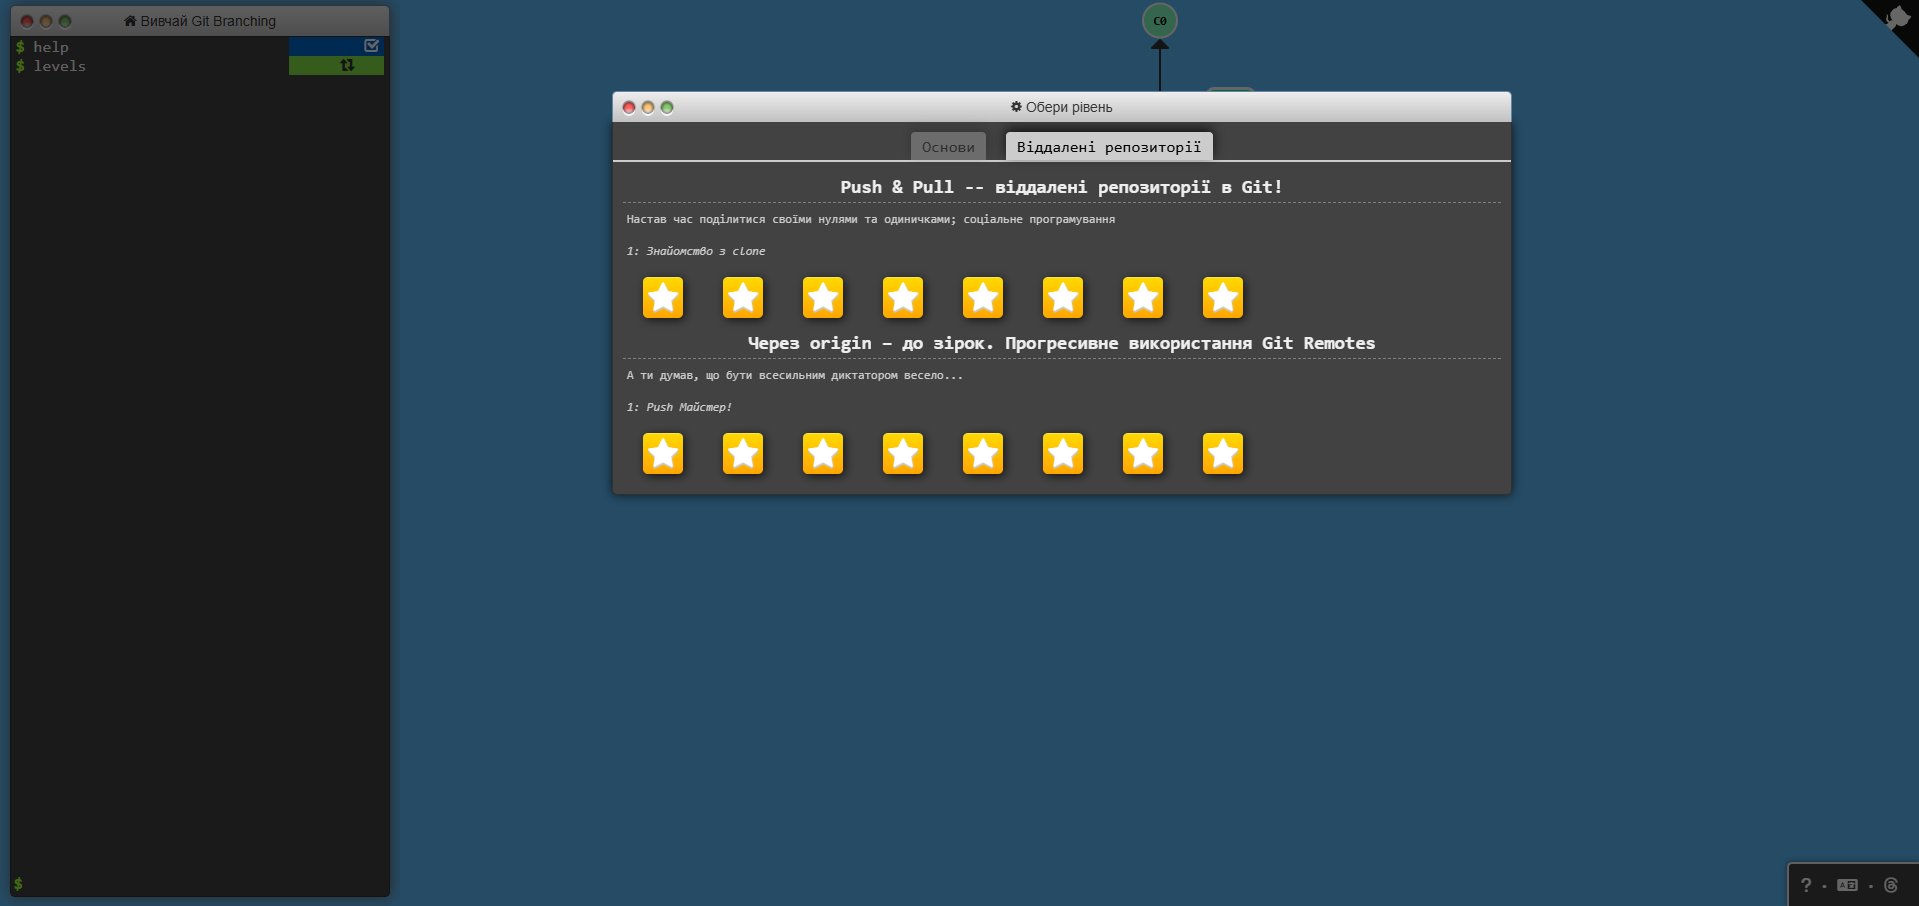 Вивчай Git Branching
$ help
$ levels
$
C0
Обери рівень
Основи
Віддалені репозиторії
Push & Pull -- віддалені репозиторії в Git!
Настав час поділитися своїми нулями та одиничками; соціальне програмування
1: Знайомство з clone
Через origin – до зірок. Прогресивне використання Git Remotes
А ти думав, що бути всесильним диктатором весело...
1: Push Майстер!
?